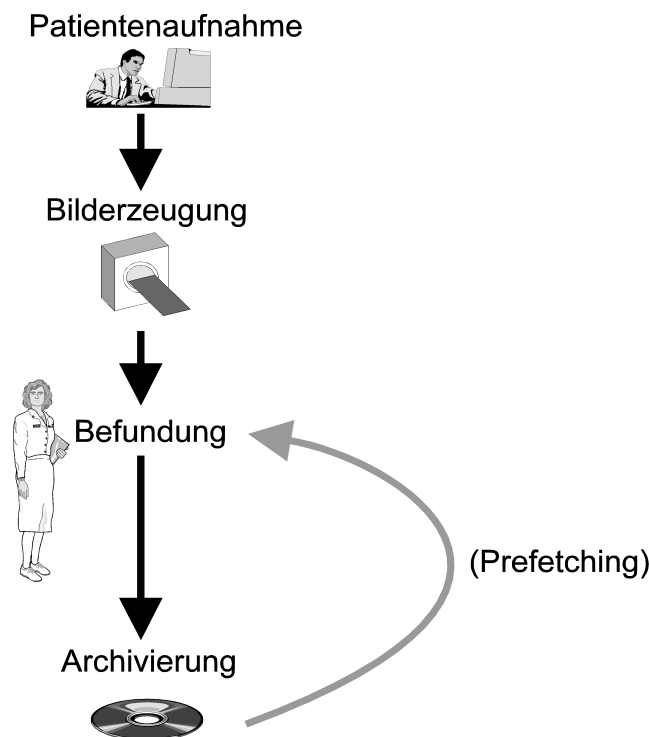 Patientenaufnahme
Bilderzeugung
Befundung
(Prefetching)
Archivierung